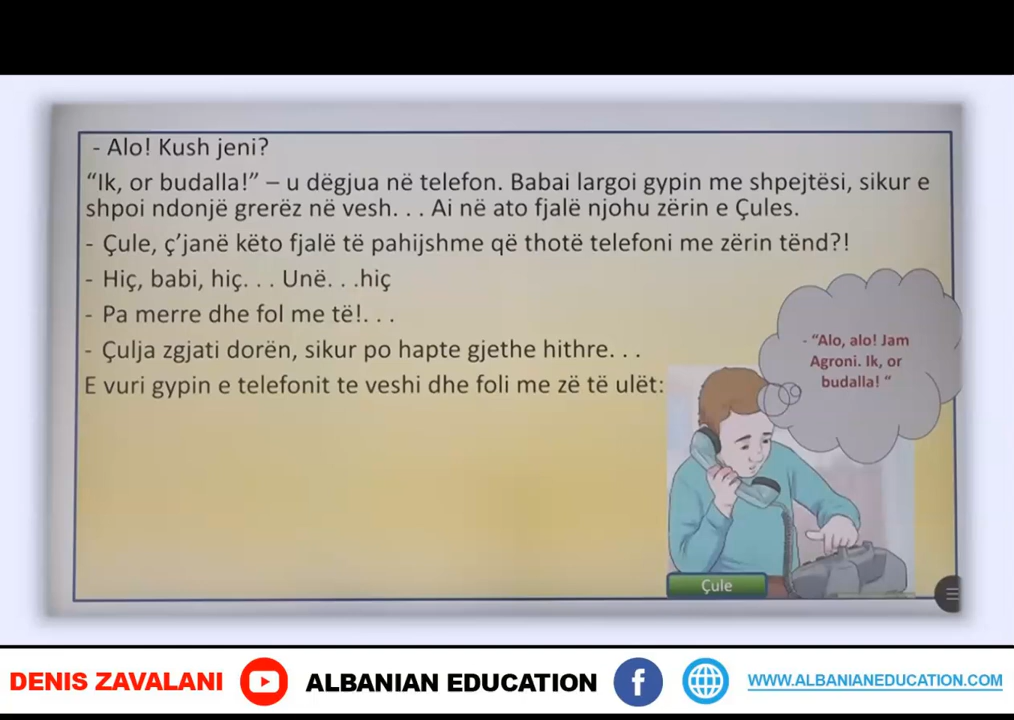 - Alo! Kush jeni?
“Ik, or budalla!” – u dëgjua në telefon. Babai largoi gypin me shpejtësi, sikur e
shpoi ndonjë grerëz në vesh. . . Ai në ato fjalë njohu zërin e Çules.
- Çule, ç’janë këto fjalë të pahijshme që thotë telefoni me zërin tënd?!
- Hiç, babi, hiç. . . Unë. . .hiç
- Pa merre dhe fol me të!. . .
- Çulja zgjati dorën, sikur po hapte gjethe hithre. . .
E vuri gypin e telefonit te veshi dhe foli me zë të ulët:
- “Alo, alo! Jam
Agroni. Ik, or
budalla! “
Çule
DENIS ZAVALANI
ALBANIAN EDUCATION
f
WWW.ALBANIANEDUCATION.COM